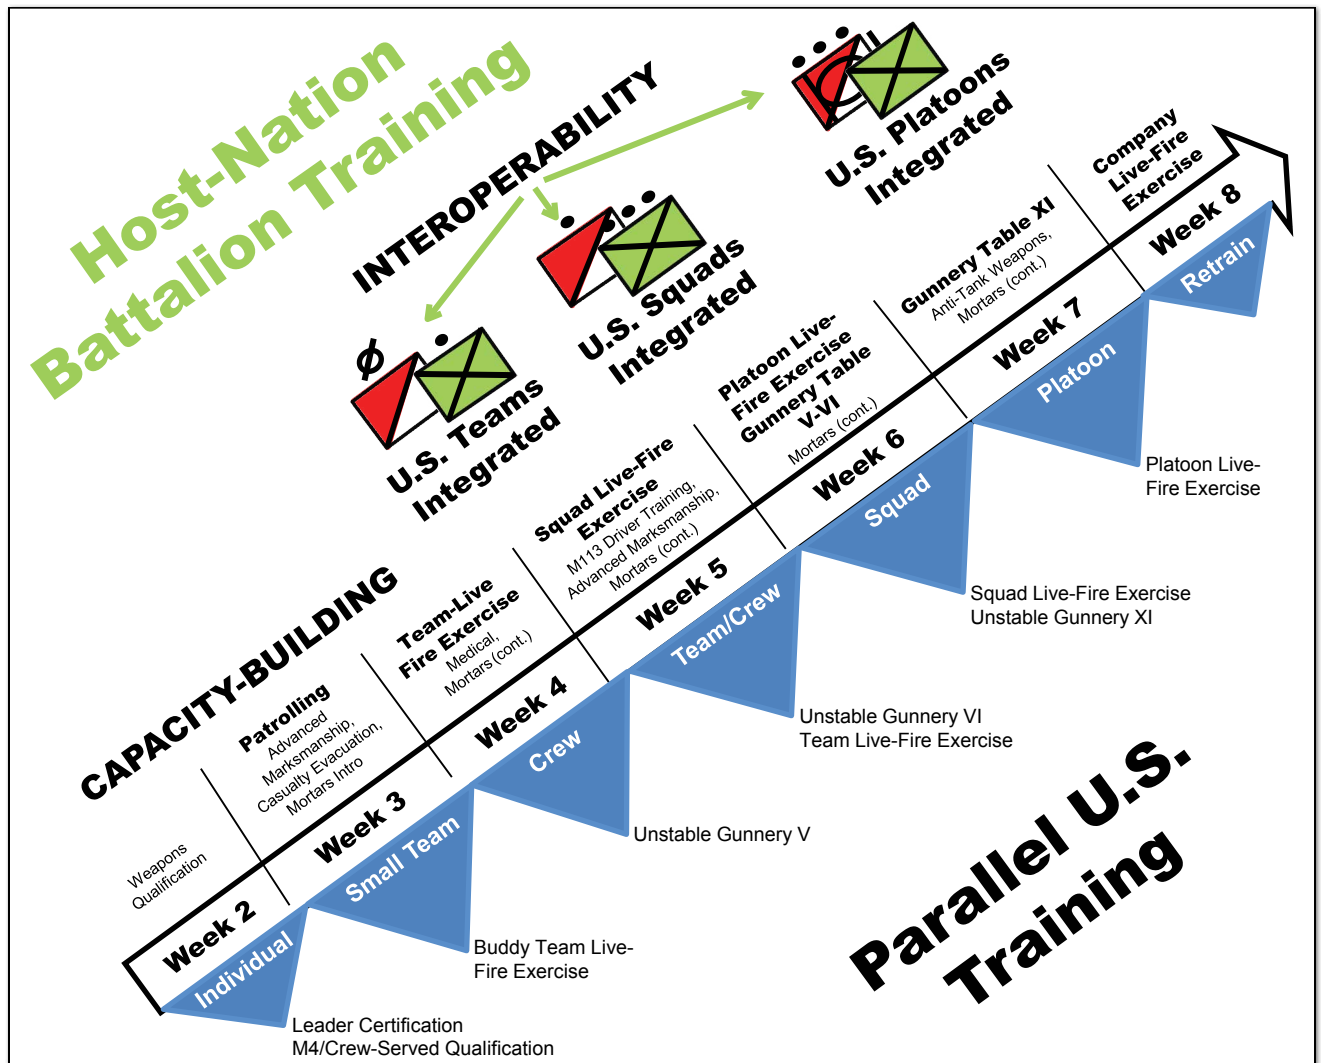 Host-Nation
Battalion Training
INTEROPERABILITY
U.S. Platoons
Integrated
U.S. Squads
Integrated
U.S. Teams
Integrated
CAPACITY-BUILDING
Weapons
Qualification
Patrolling
Advanced
Marksmanship,
Casualty Evacuation,
Mortars Intro
Team-Live
Fire Exercise
Medical,
Mortars (cont.)
Squad Live-Fire
Exercise
M113 Driver Training,
Advanced Marksmanship,
Mortars (cont.)
Platoon Live-
Fire Exercise
Gunnery Table
V-VI
Mortars (cont.)
Gunnery Table XI
Anti-Tank Weapons,
Mortars (cont.)
Company
Live-Fire
Exercise
Week 2
Week 3
Week 4
Week 5
Week 6
Week 7
Week 8
Individual
Small Team
Crew
Team/Crew
Squad
Platoon
Retrain
Leader Certification
M4/Crew-Served Qualification
Buddy Team Live-
Fire Exercise
Unstable Gunnery V
Unstable Gunnery VI
Team Live-Fire Exercise
Squad Live-Fire Exercise
Unstable Gunnery XI
Platoon Live-
Fire Exercise
Parallel U.S.
Training